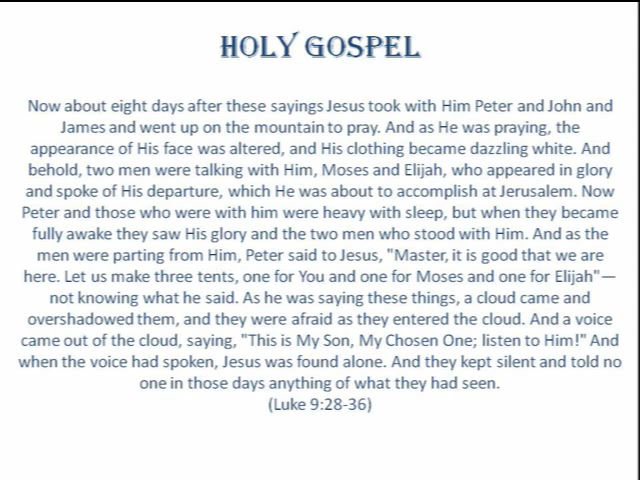 HOLY GOSPEL
Now about eight days after these sayings Jesus took with Him Peter and John and
James and went up on the mountain to pray. And as He was praying, the
appearance of His face was altered, and His clothing became dazzling white. And
behold, two men were talking with Him, Moses and Elijah, who appeared in glory
and spoke of His departure, which He was about to accomplish at Jerusalem. Now
Peter and those who were with him were heavy with sleep, but when they became
fully awake they saw His glory and the two men who stood with Him. And as the
men were parting from Him, Peter said to Jesus, "Master, it is good that we are
here. Let us make three tents, one for You and one for Moses and one for Elijah"—
not knowing what he said. As he was saying these things, a cloud came and
overshadowed them, and they were afraid as they entered the cloud. And a voice
came out of the cloud, saying, "This is My Son, My Chosen One; listen to Him!" And
when the voice had spoken, Jesus was found alone. And they kept silent and told no
one in those days anything of what they had seen.
(Luke 9:28-36)